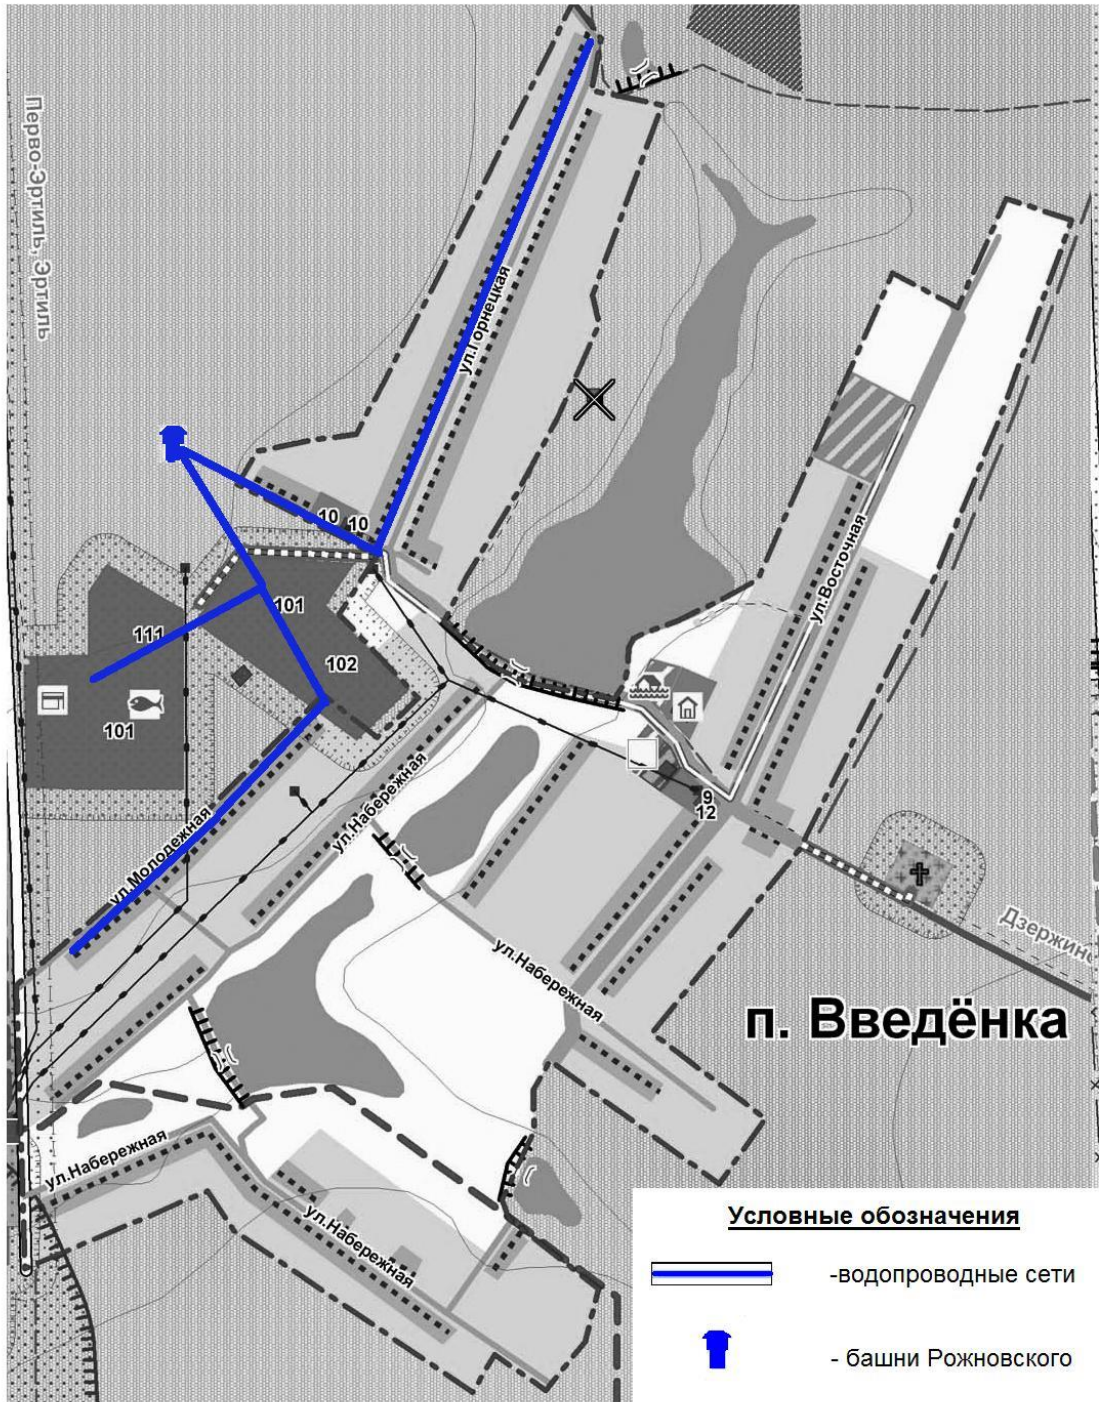 Перво-Эртиль, Эртиль
ул.Горнецкая
10
10
ул.Восточная
101
111
102
101
9
12
ул.Набережная
ул.Молодежная
ул.Набережная
п. Введёнка
ул.Набережная
ул.Набережная
Условные обозначения
-водопроводные сети
- башни Рожновского